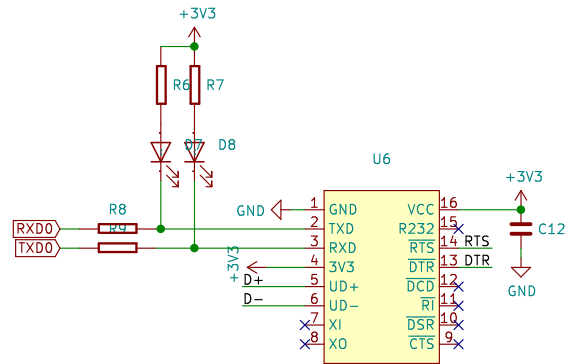 +3V3
R6 R7
D7 D8
U6
+3V3
R8
R9
RXD0
TXD0
GND
+3V3
D+
D-
1 GND VCC 16
2 TXD R232 15
3 RXD RTS 14 RTS
4 3V3 DTR 13 DTR
5 UD+ DCD 12
6 UD- RI 11
7 XI DSR 10
8 XO CTS 9
C12
GND